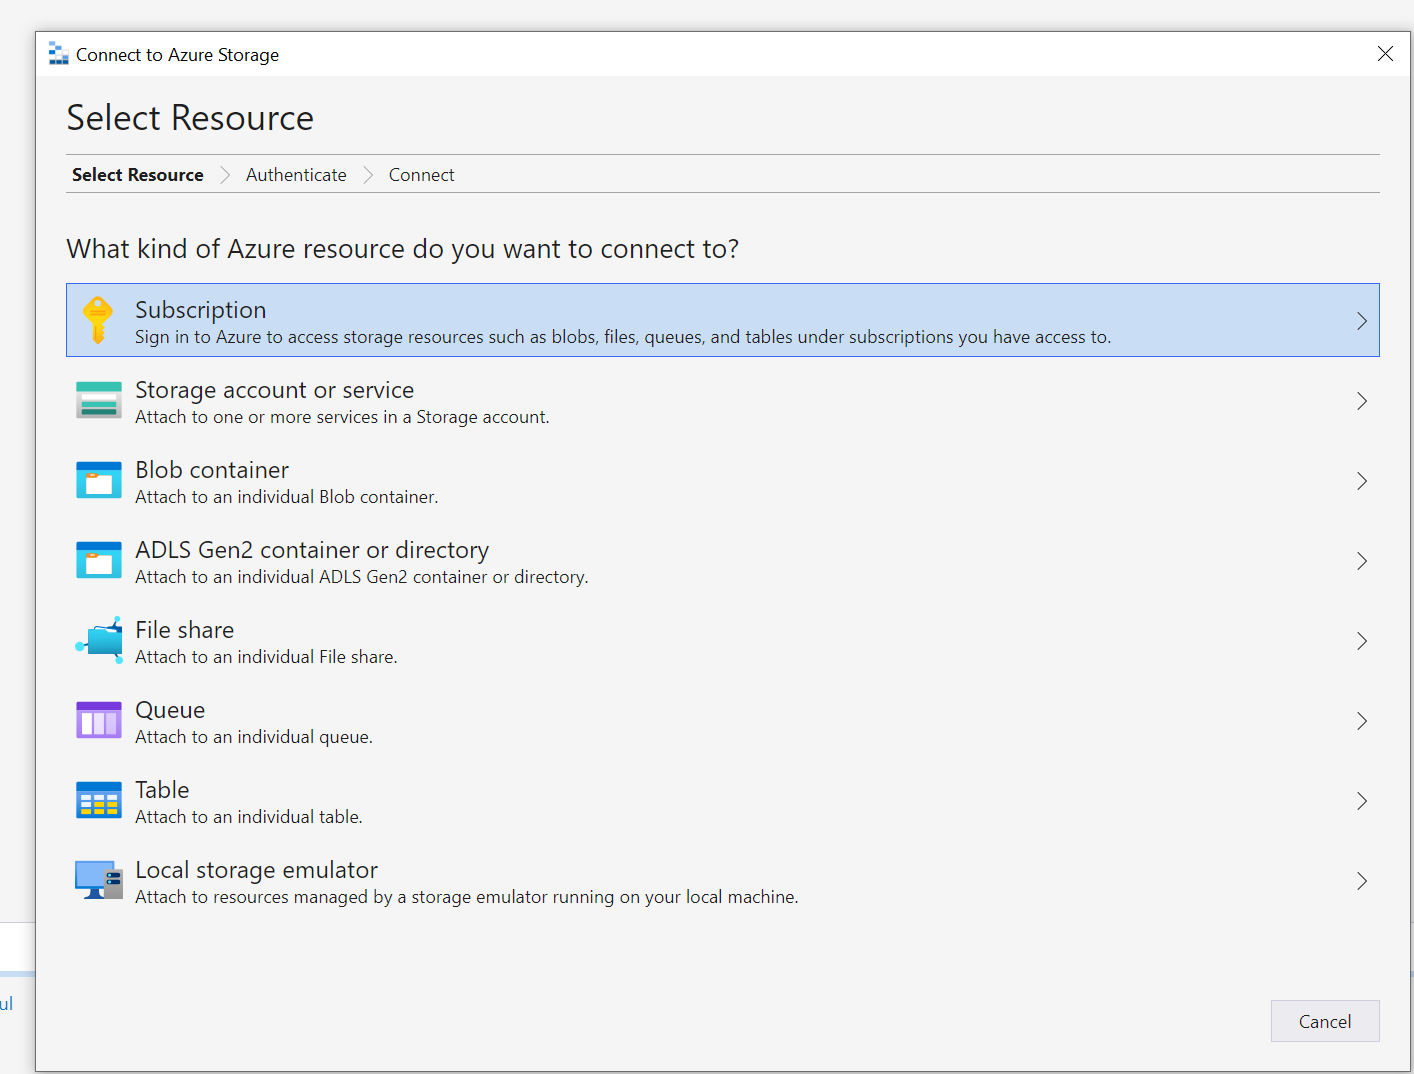 Connect to Azure Storage
Select Resource
Select Resource Authenticate Connect
What kind of Azure resource do you want to connect to?
Subscription
Sign in to Azure to access storage resources such as blobs, files, queues, and tables under subscriptions you have access to.
Storage account or service
Attach to one or more services in a Storage account.
Blob container
Attach to an individual Blob container.
ADLS Gen2 container or directory
Attach to an individual ADLS Gen2 container or directory.
File share
Attach to an individual File share.
Queue
Attach to an individual queue.
Table
Attach to an individual table.
Local storage emulator
Attach to resources managed by a storage emulator running on your local machine.
ul
Cancel